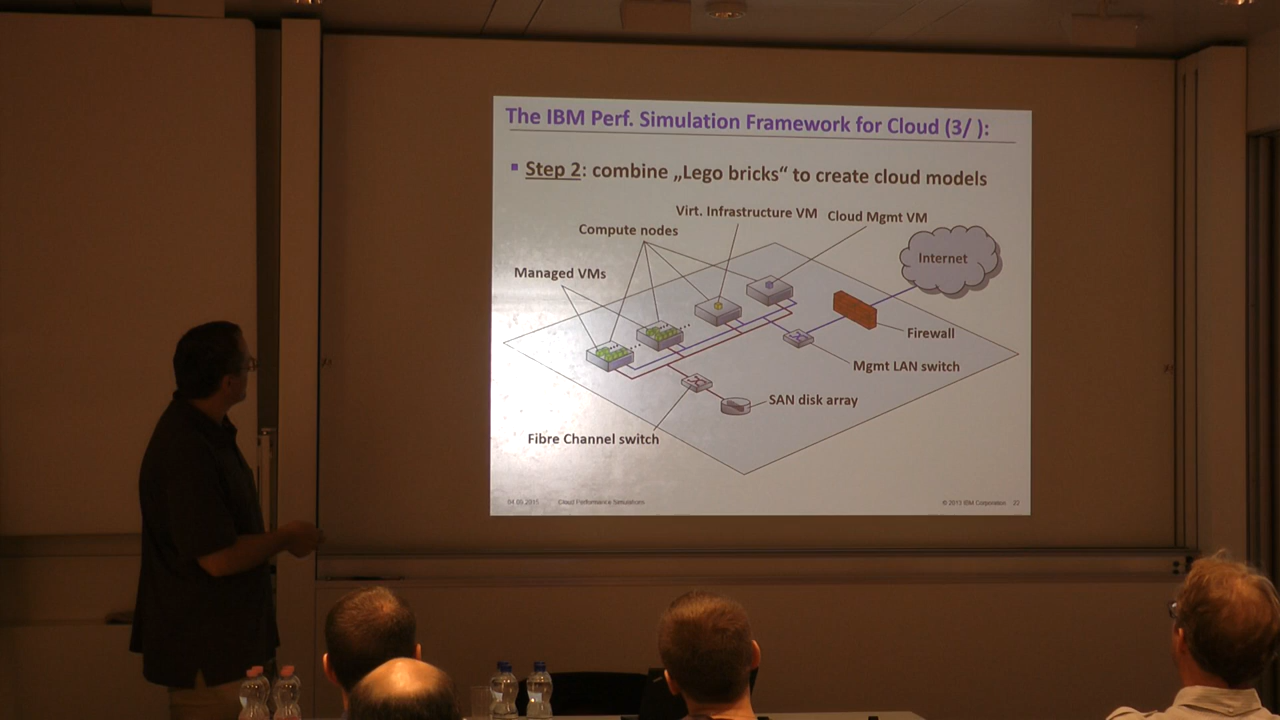 The IBM Perf. Simulation Framework for Cloud (3/ ):
Step 2: combine „Lego bricks“ to create cloud models
Virt. Infrastructure VM
Cloud Mgmt VM
Compute nodes
Internet
Managed VMs
Firewall
Mgmt LAN switch
SAN disk array
Fibre Channel switch
Cloud Performance Simulations
© 2013 IBM Corporation